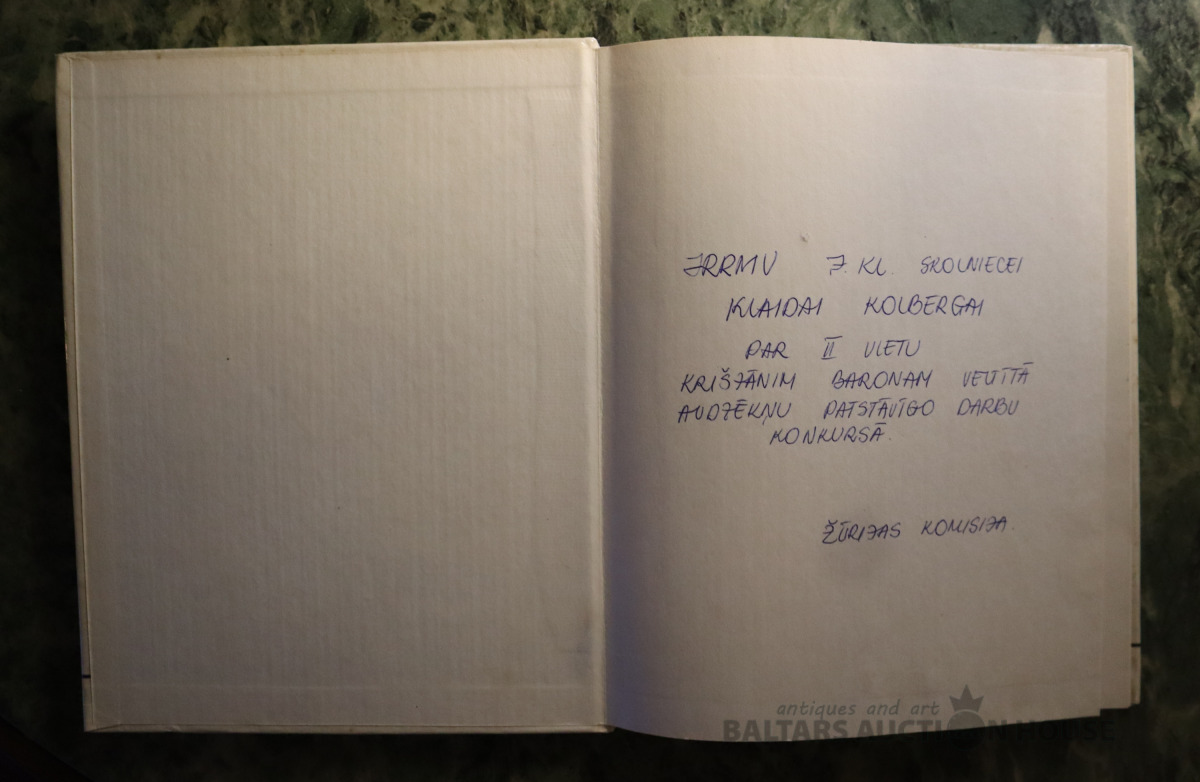 JRRMV 7. KL. SKOLNIECEI
KLAIDAI KOLBERGAI
PAR II VIETU
KRIŠJĀNIM BARONAM VELTĪTĀ
AUDZĒKŅU PATSTĀVĪGO DARBU
KONKURSĀ.
ŽŪRIJAS KOMISIJA.
antiques and art
BALTARS AUCTION HOUSE